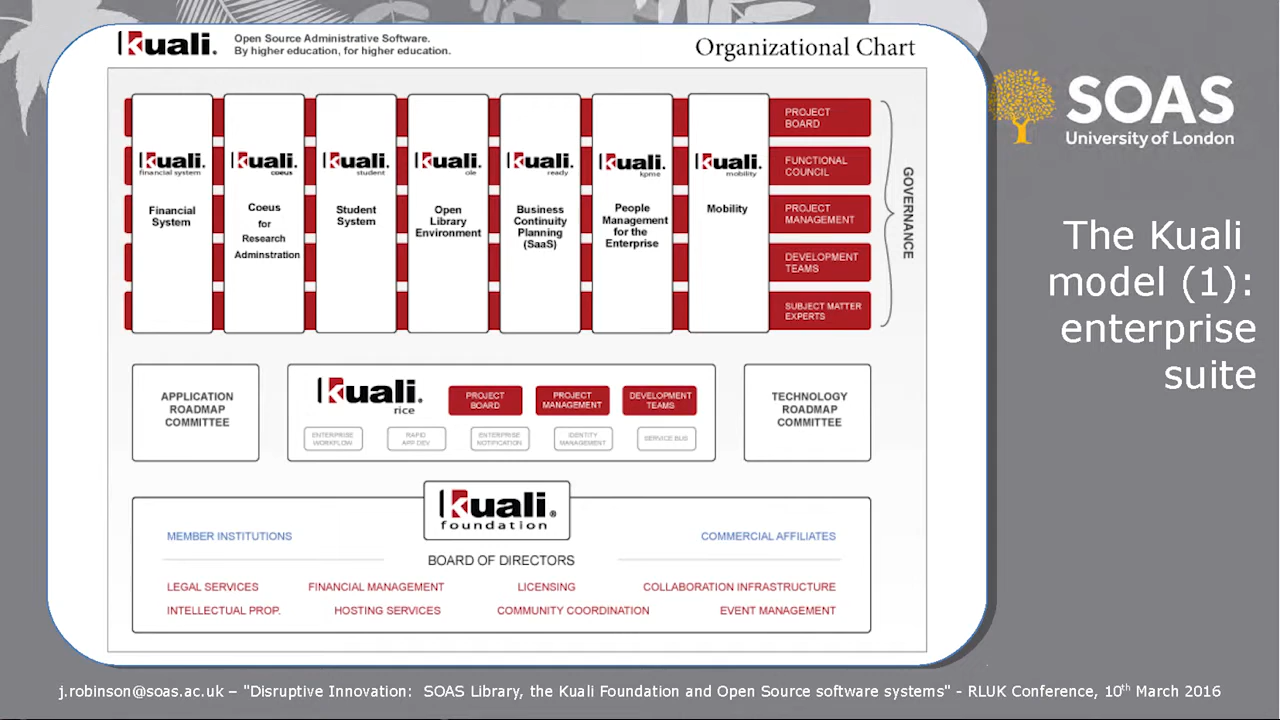 kuali.
Open Source Administrative Software.
By higher education, for higher education.
Organizational Chart
kuali.
financial system
Financial
System
kuali.
coeus
Coeus
for
Research
Adminstration
kuali.
student
Student
System
kuali.
ole
Open
Library
Environment
kuali.
ready
Business
Continuity
Planning
(SaaS)
kuali.
kpme
People
Management
for the
Enterprise
kuali.
mobility
Mobility
PROJECT
BOARD
FUNCTIONAL
COUNCIL
PROJECT
MANAGEMENT
DEVELOPMENT
TEAMS
SUBJECT MATTER
EXPERTS
GOVERNANCE
APPLICATION
ROADMAP
COMMITTEE
kuali.
rice
PROJECT
BOARD
PROJECT
MANAGEMENT
DEVELOPMENT
TEAMS
ENTERPRISE
WORKFLOW
RAPID
APP DEV
ENTERPRISE
NOTIFICATION
IDENTITY
MANAGEMENT
SERVICE BUS
TECHNOLOGY
ROADMAP
COMMITTEE
kuali.®
foundation
MEMBER INSTITUTIONS
COMMERCIAL AFFILIATES
BOARD OF DIRECTORS
LEGAL SERVICES
FINANCIAL MANAGEMENT
LICENSING
COLLABORATION INFRASTRUCTURE
INTELLECTUAL PROP.
HOSTING SERVICES
COMMUNITY COORDINATION
EVENT MANAGEMENT
SOAS
University of London
The Kuali
model (1):
enterprise
suite
j.robinson@soas.ac.uk – "Disruptive Innovation: SOAS Library, the Kuali Foundation and Open Source software systems" - RLUK Conference, 10th March 2016